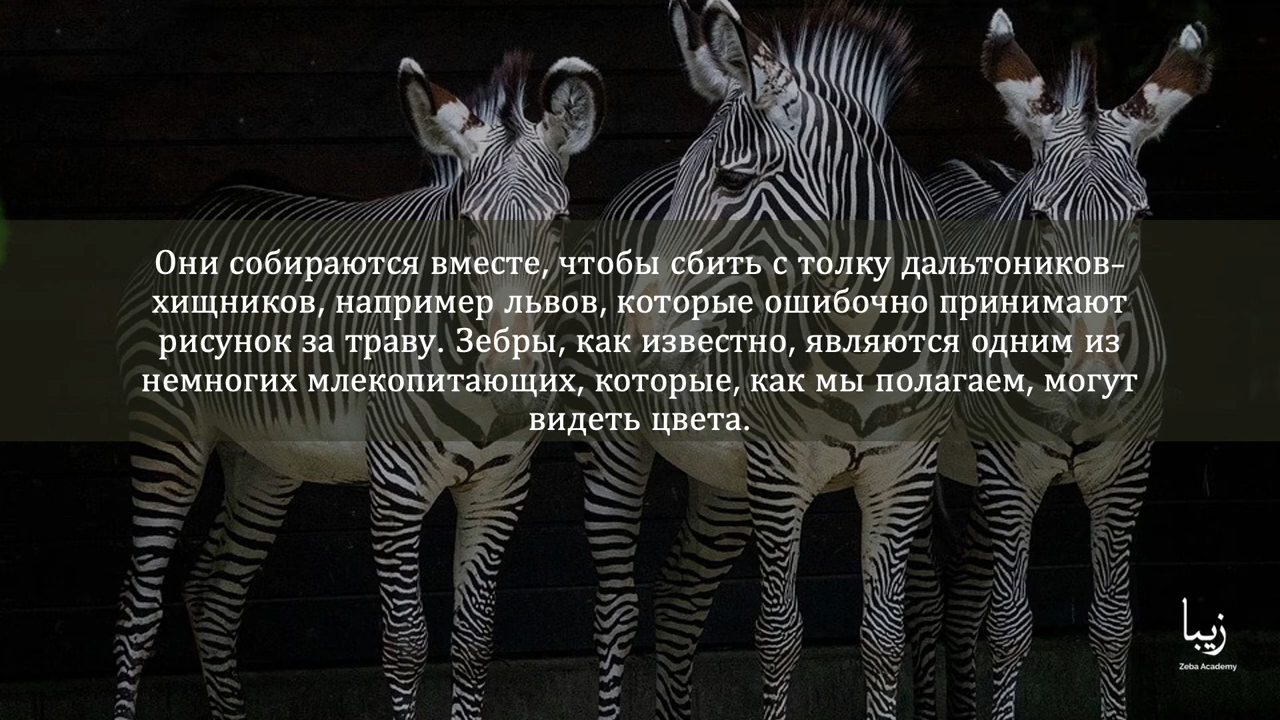 Они собираются вместе, чтобы сбить с толку дальтоников–
хищников, например львов, которые ошибочно принимают
рисунок за траву. Зебры, как известно, являются одним из
немногих млекопитающих, которые, как мы полагаем, могут
видеть цвета.
زیبا
Zeba Academy